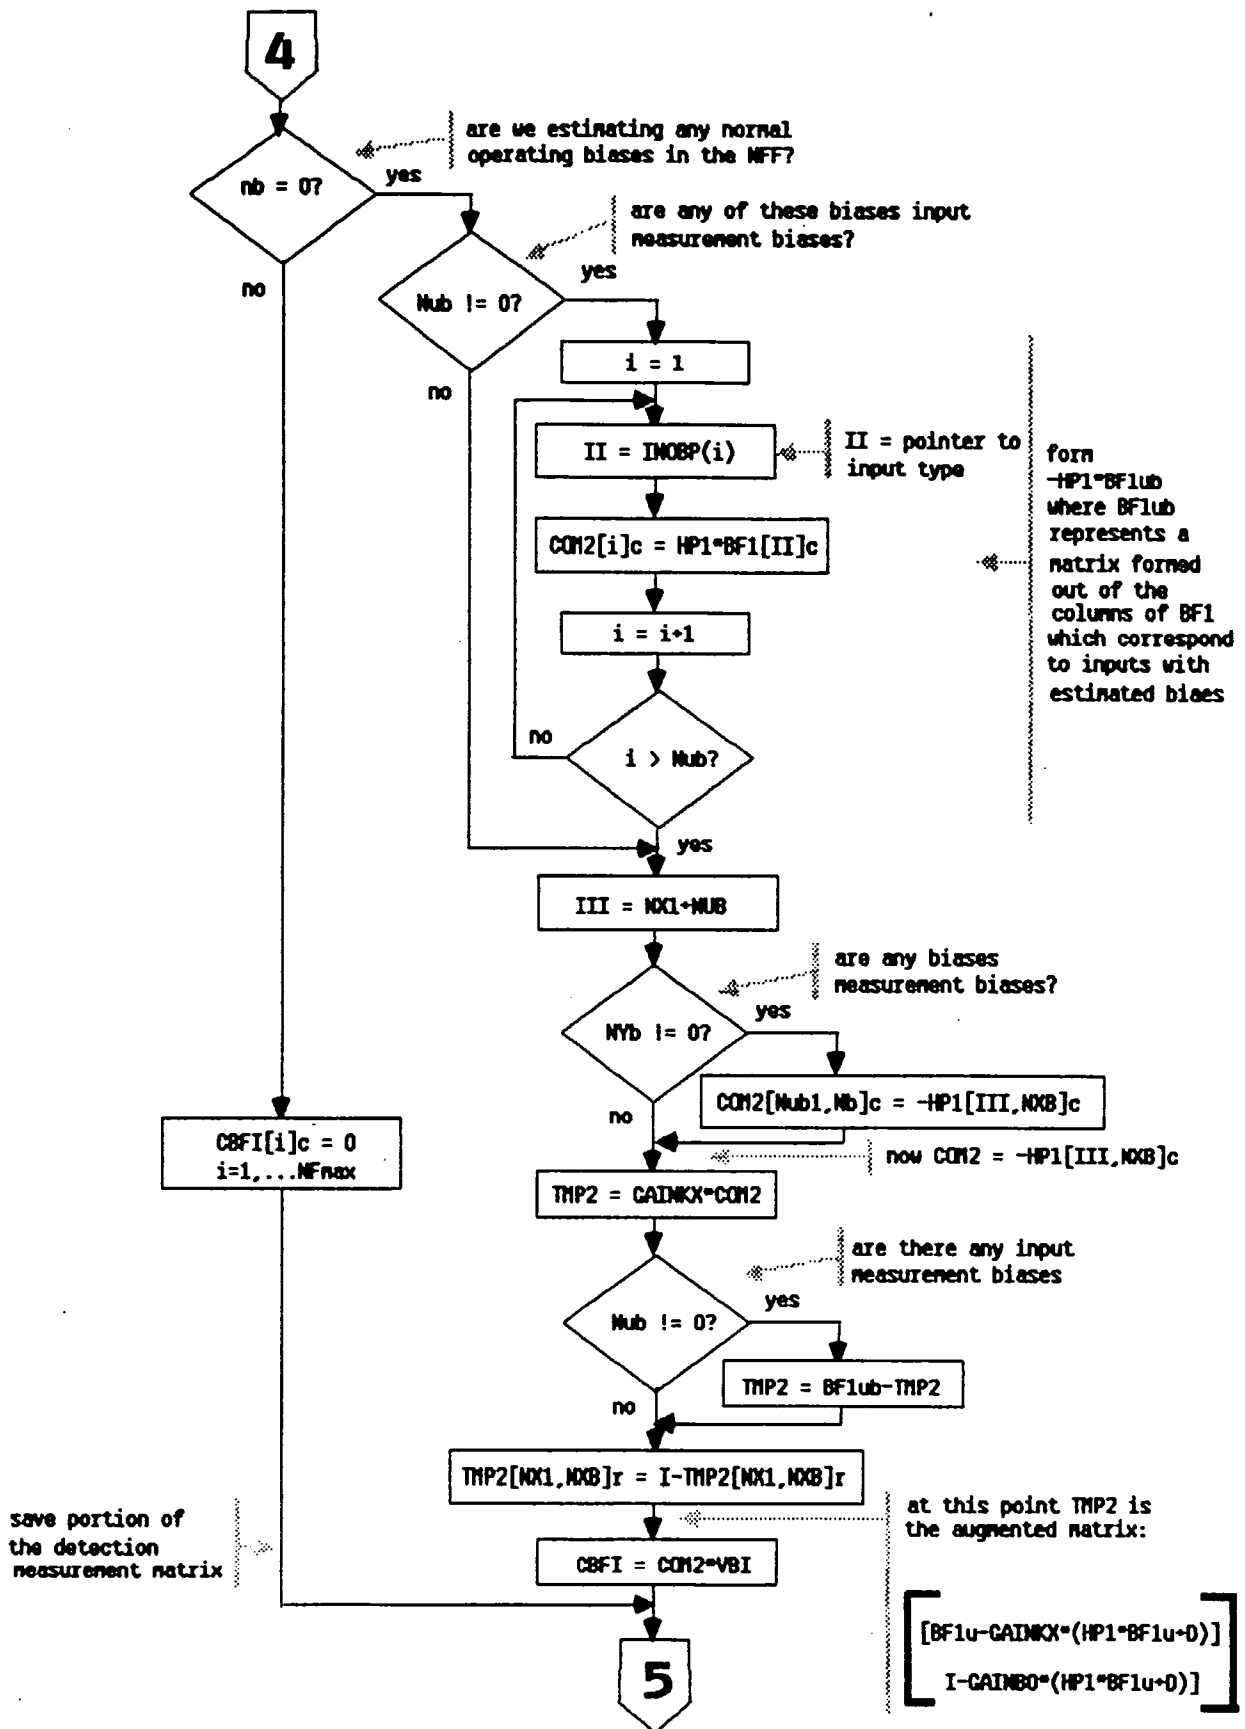 4
are we estimating any normal
operating biases in the NFF?
nb = 0?
yes
no
are any of these biases input
measurement biases?
Nub != 0?
yes
no
i = 1
II = INOBP(i)
II = pointer to
input type
COM2[i]c = HP1*BF1[II]c
i = i+1
i > Nub?
no
yes
form
-HP1*BF1ub
where BF1ub
represents a
matrix formed
out of the
columns of BF1
which correspond
to inputs with
estimated biaes
III = NX1+NUB
are any biases
measurement biases?
NYb != 0?
yes
no
COM2[Nub1,Nb]c = -HP1[III,NXB]c
now COM2 = -HP1[III,NXB]c
CBFI[i]c = 0
i=1,...NFmax
TMP2 = GAINKX*COM2
are there any input
measurement biases
Nub != 0?
yes
no
TMP2 = BF1ub-TMP2
TMP2[NX1,NXB]r = I-TMP2[NX1,NXB]r
save portion of
the detection
measurement matrix
at this point TMP2 is
the augmented matrix:
CBFI = COM2*VBI
[BF1u-GAINKX*(HP1*BF1u+D)]
I-GAINBO*(HP1*BF1u+D)]
5